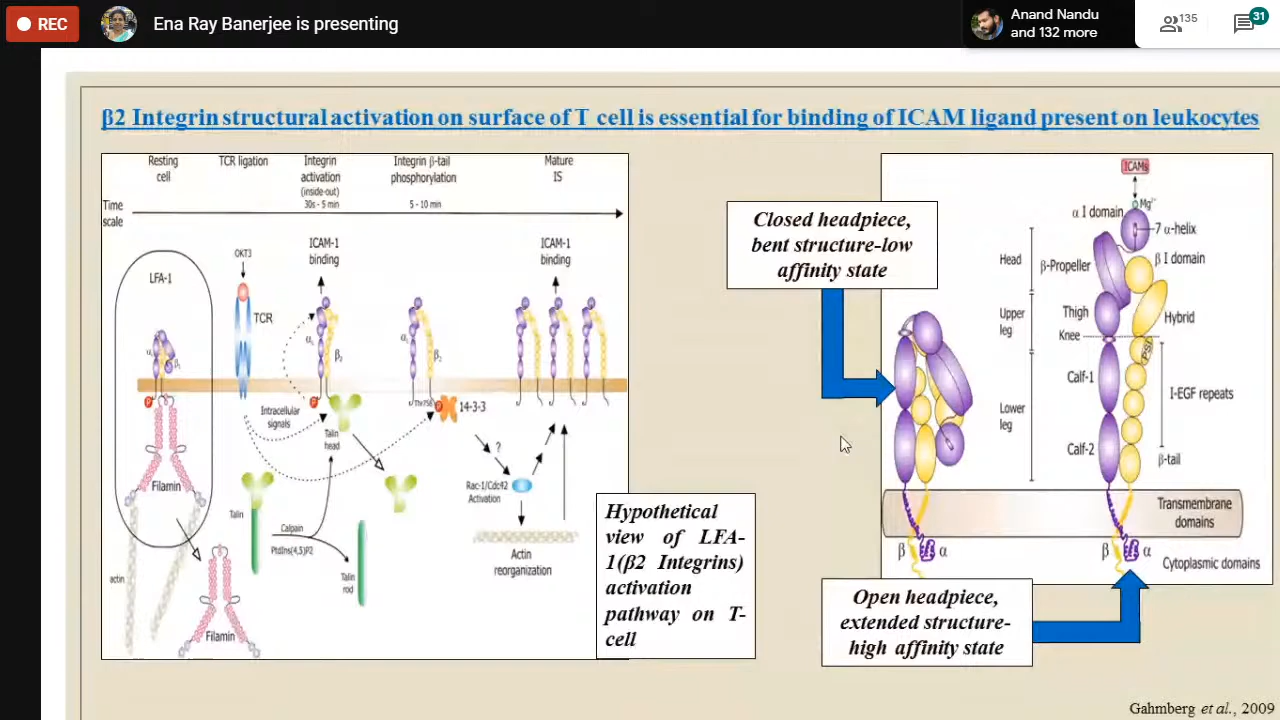 REC
Ena Ray Banerjee is presenting
Anand Nandu
and 132 more
135
31
β2 Integrin structural activation on surface of T cell is essential for binding of ICAM ligand present on leukocytes
Resting
cell
TCR ligation
Integrin
activation
(inside-out)
30s - 5 min
Integrin β-tail
phosphorylation
5 - 10 min
Mature
IS
Time
scale
LFA-1
OKT3
TCR
ICAM-1
binding
ICAM-1
binding
P
Intracellular
signals
P
Talin
head
P
14-3-3
Filamin
Talin
Calpain
PtdIns(4,5)P2
Talin
rod
actin
Filamin
?
Rac-1/Cdc42
Activation
Actin
reorganization
Hypothetical
view of LFA-
1(β2 Integrins)
activation
pathway on T-
cell
Closed headpiece,
bent structure-low
affinity state
ICAMs
Mg²⁺
α I domain
7 α-helix
Head
β-Propeller
β I domain
Upper
leg
Thigh
Hybrid
Knee
PSI
Calf-1
I-EGF repeats
Lower
leg
Calf-2
β-tail
Transmembrane
domains
β α
β α
Cytoplasmic domains
Open headpiece,
extended structure-
high affinity state
Gahmberg et al., 2009